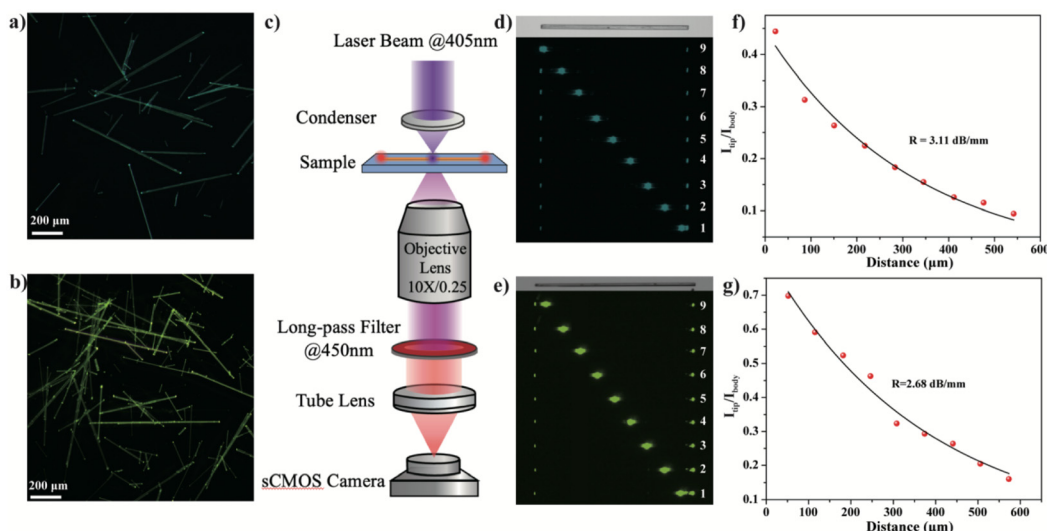 a)
200 µm
b)
200 µm
c)
Laser Beam @405nm
Condenser
Sample
Objective
Lens
10X/0.25
Long-pass Filter
@450nm
Tube Lens
sCMOS Camera
d)
9
8
7
6
5
4
3
2
1
e)
9
8
7
6
5
4
3
2
1
f)
0.4
0.3
0.2
0.1
I_tip/I_body
R = 3.11 dB/mm
0 100 200 300 400 500 600
Distance (µm)
g)
0.7
0.6
0.5
0.4
0.3
0.2
0.1
I_tip/I_body
R=2.68 dB/mm
0 100 200 300 400 500 600
Distance (µm)